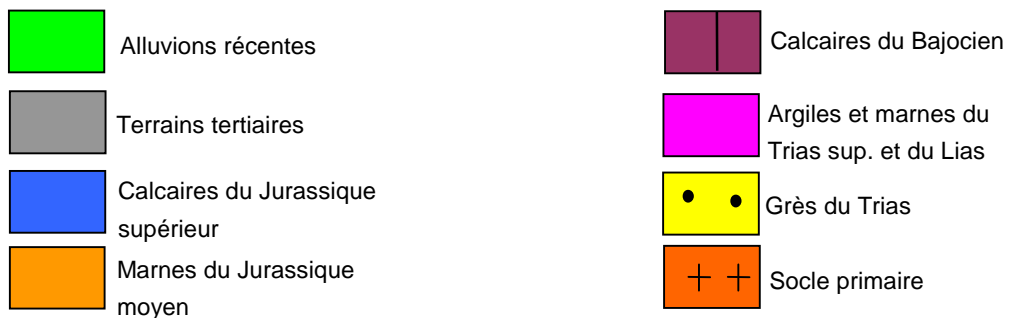 Alluvions récentes
Terrains tertiaires
Calcaires du Jurassique
supérieur
Marnes du Jurassique
moyen
Calcaires du Bajocien
Argiles et marnes du
Trias sup. et du Lias
Grès du Trias
Socle primaire